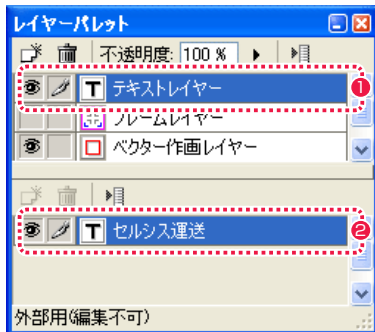 レイヤーパレット
不透明度: 100 %
T テキストレイヤー 1
フレームレイヤー
ベクター作画レイヤー
T セルシス運送 2
外部用(編集不可)